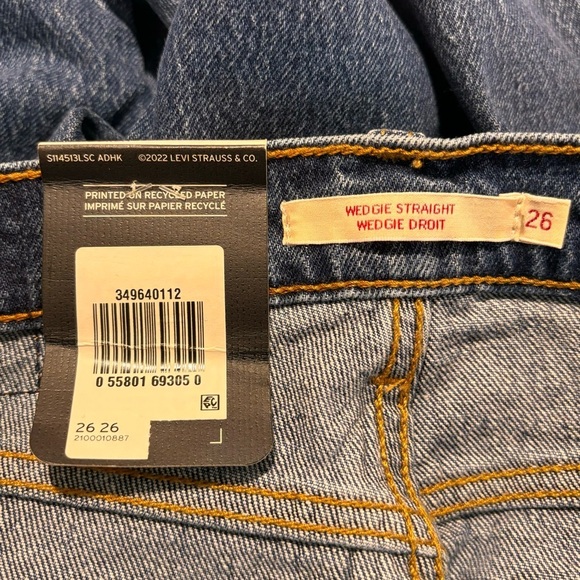 S114513LSC ADHK ©2022 LEVI STRAUSS & CO.
PRINTED ON RECYCLED PAPER
IMPRIMÉ SUR PAPIER RECYCLÉ
349640112
0 55801 69305 0
26 26
2100010887
WEDGIE STRAIGHT
WEDGIE DROIT
26